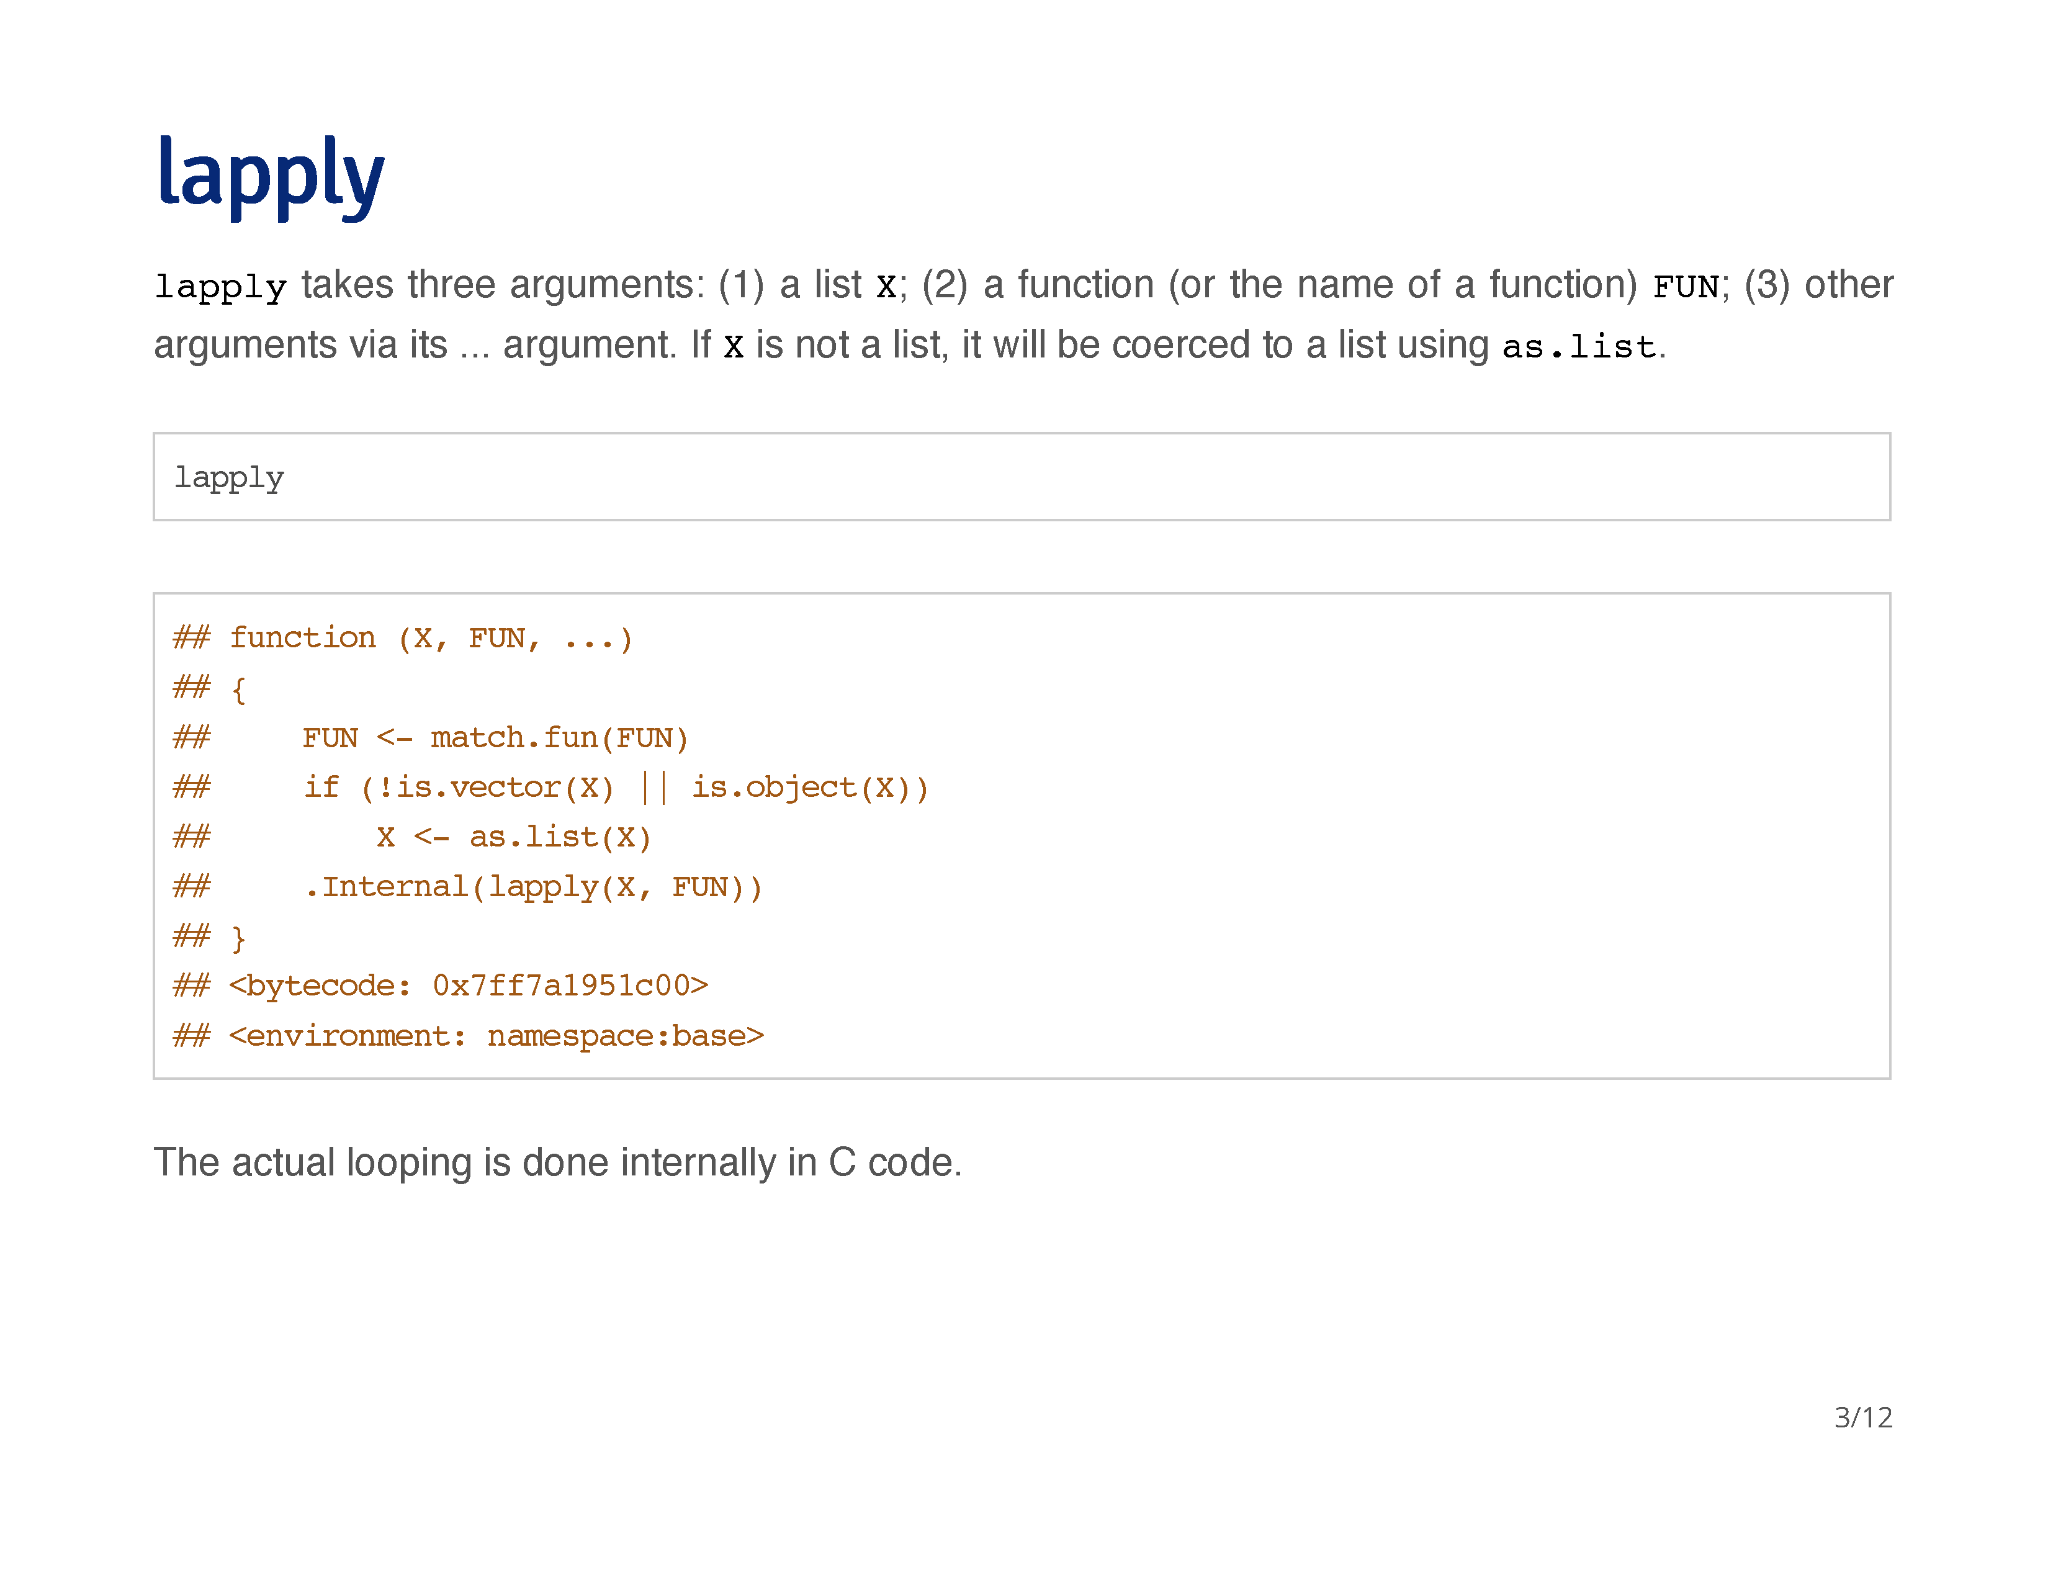 lapply
lapply takes three arguments: (1) a list X; (2) a function (or the name of a function) FUN; (3) other
arguments via its ... argument. If X is not a list, it will be coerced to a list using as.list.
lapply
## function (X, FUN, ...)
## {
##     FUN <- match.fun(FUN)
##     if (!is.vector(X) || is.object(X))
##         X <- as.list(X)
##     .Internal(lapply(X, FUN))
## }
## <bytecode: 0x7ff7a1951c00>
## <environment: namespace:base>
The actual looping is done internally in C code.
3/12